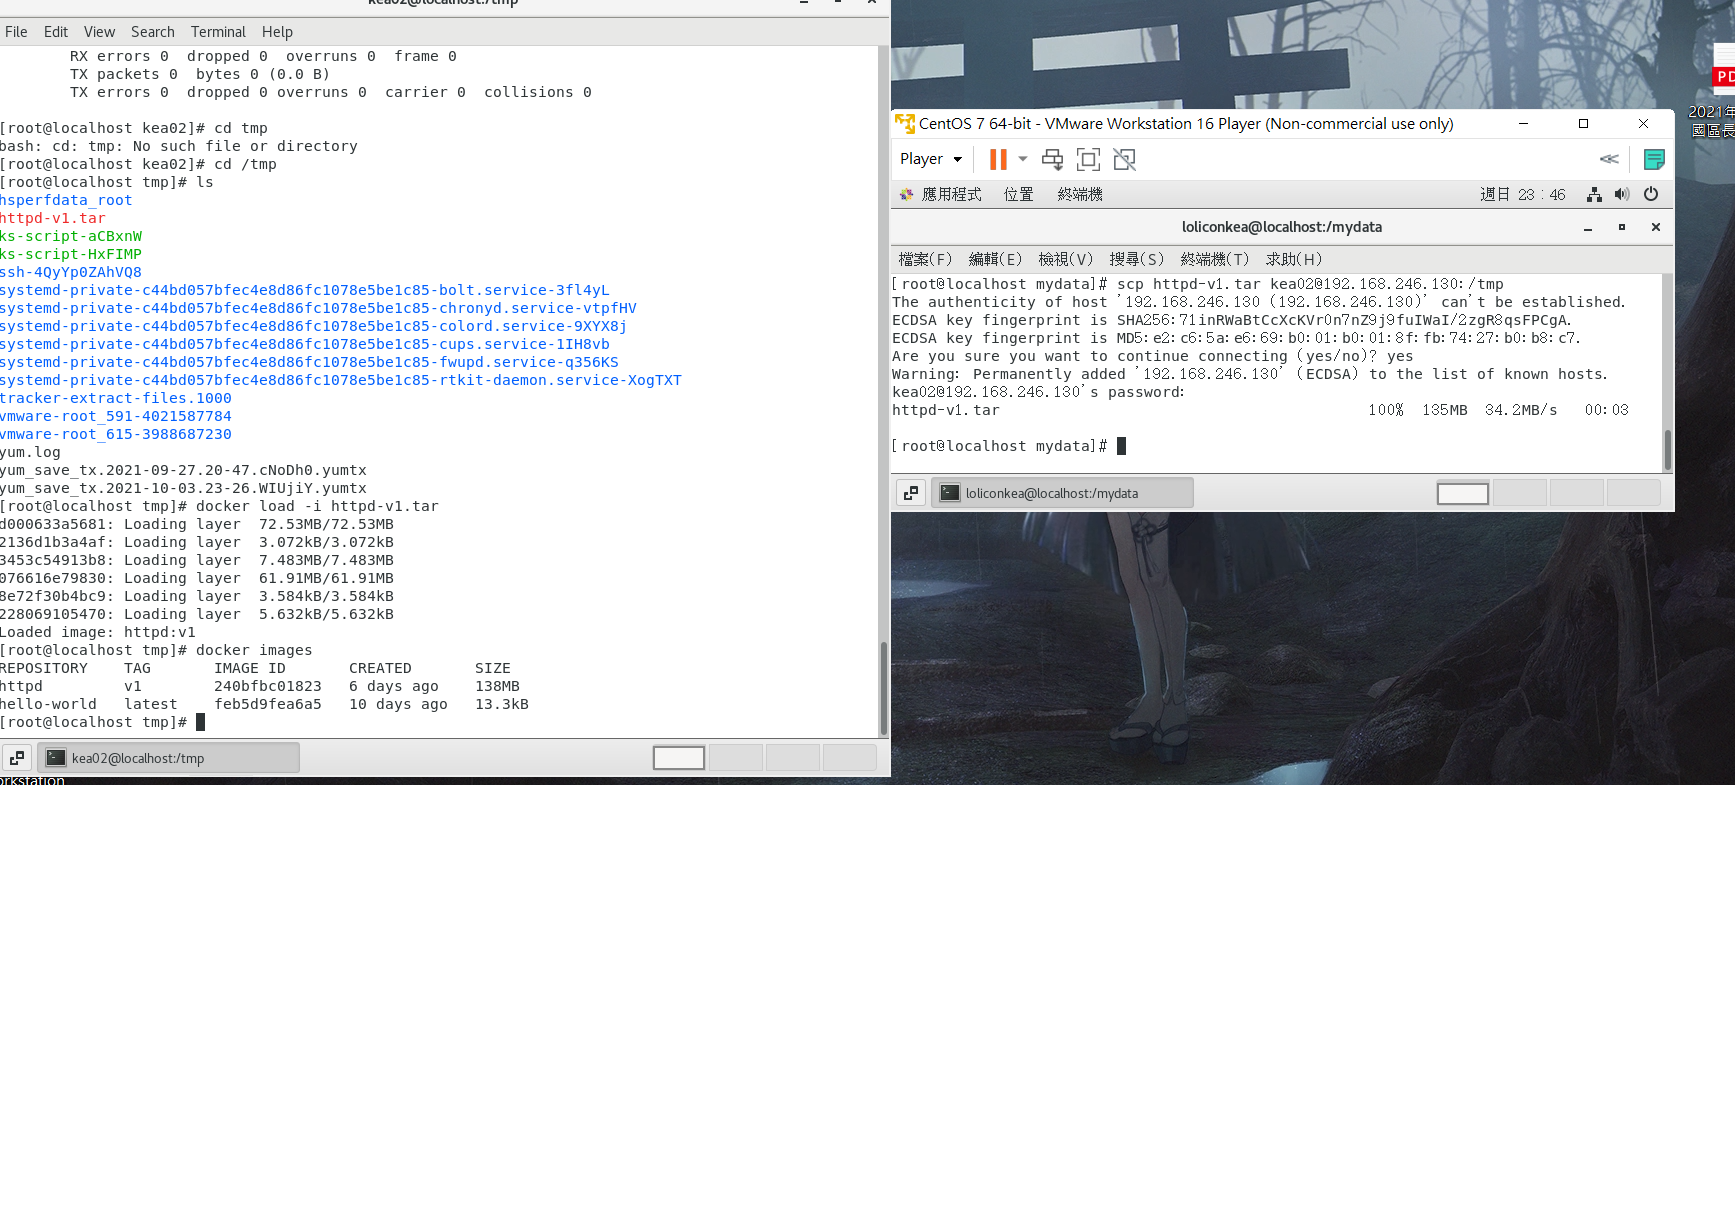 kea02@localhost:/tmp
File Edit View Search Terminal Help
RX errors 0  dropped 0  overruns 0  frame 0
TX packets 0  bytes 0 (0.0 B)
TX errors 0  dropped 0 overruns 0  carrier 0  collisions 0
[root@localhost kea02]# cd tmp
bash: cd: tmp: No such file or directory
[root@localhost kea02]# cd /tmp
[root@localhost tmp]# ls
hsperfdata_root
httpd-v1.tar
ks-script-aCBxnW
ks-script-HxFIMP
ssh-4QyYp0ZAhVQ8
systemd-private-c44bd057bfec4e8d86fc1078e5be1c85-bolt.service-3fl4yL
systemd-private-c44bd057bfec4e8d86fc1078e5be1c85-chronyd.service-vtpfHV
systemd-private-c44bd057bfec4e8d86fc1078e5be1c85-colord.service-9XYX8j
systemd-private-c44bd057bfec4e8d86fc1078e5be1c85-cups.service-1IH8vb
systemd-private-c44bd057bfec4e8d86fc1078e5be1c85-fwupd.service-q356KS
systemd-private-c44bd057bfec4e8d86fc1078e5be1c85-rtkit-daemon.service-XogTXT
tracker-extract-files.1000
vmware-root_591-4021587784
vmware-root_615-3988687230
yum.log
yum_save_tx.2021-09-27.20-47.cNoDh0.yumtx
yum_save_tx.2021-10-03.23-26.WIUjiY.yumtx
[root@localhost tmp]# docker load -i httpd-v1.tar
d000633a5681: Loading layer  72.53MB/72.53MB
2136d1b3a4af: Loading layer  3.072kB/3.072kB
3453c54913b8: Loading layer  7.483MB/7.483MB
076616e79830: Loading layer  61.91MB/61.91MB
8e72f30b4bc9: Loading layer  3.584kB/3.584kB
228069105470: Loading layer  5.632kB/5.632kB
Loaded image: httpd:v1
[root@localhost tmp]# docker images
REPOSITORY    TAG       IMAGE ID       CREATED       SIZE
httpd         v1        240bfbc01823   6 days ago    138MB
hello-world   latest    feb5d9fea6a5   10 days ago   13.3kB
[root@localhost tmp]#
kea02@localhost:/tmp
orkstation
PD
2021年
國區長
CentOS 7 64-bit - VMware Workstation 16 Player (Non-commercial use only)
Player
應用程式 位置 終端機 週日 23：46
loliconkea@localhost:/mydata
檔案(F) 編輯(E) 檢視(V) 搜尋(S) 終端機(T) 求助(H)
[root@localhost mydata]# scp httpd-v1.tar kea02@192.168.246.130:/tmp
The authenticity of host '192.168.246.130 (192.168.246.130)' can't be established.
ECDSA key fingerprint is SHA256:71inRWaBtCcXcKVr0n7nZ9j9fuIWaI/2zgR8qsFPCgA.
ECDSA key fingerprint is MD5:e2:c6:5a:e6:69:b0:01:b0:01:8f:fb:74:27:b0:b8:c7.
Are you sure you want to continue connecting (yes/no)? yes
Warning: Permanently added '192.168.246.130' (ECDSA) to the list of known hosts.
kea02@192.168.246.130's password:
httpd-v1.tar 100% 135MB 34.2MB/s 00:03
[root@localhost mydata]#
loliconkea@localhost:/mydata